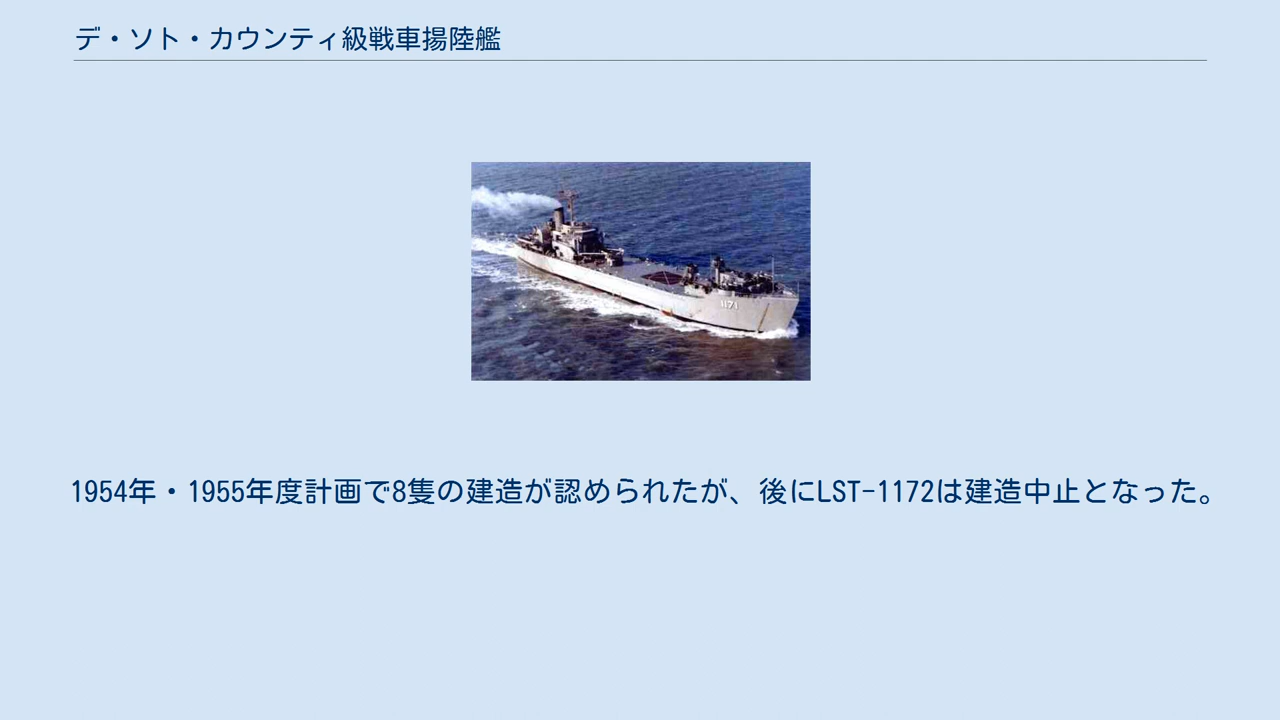 デ・ソト・カウンティ級戦車揚陸艦
1171
1954年・1955年度計画で8隻の建造が認められたが、後にLST-1172は建造中止となった。